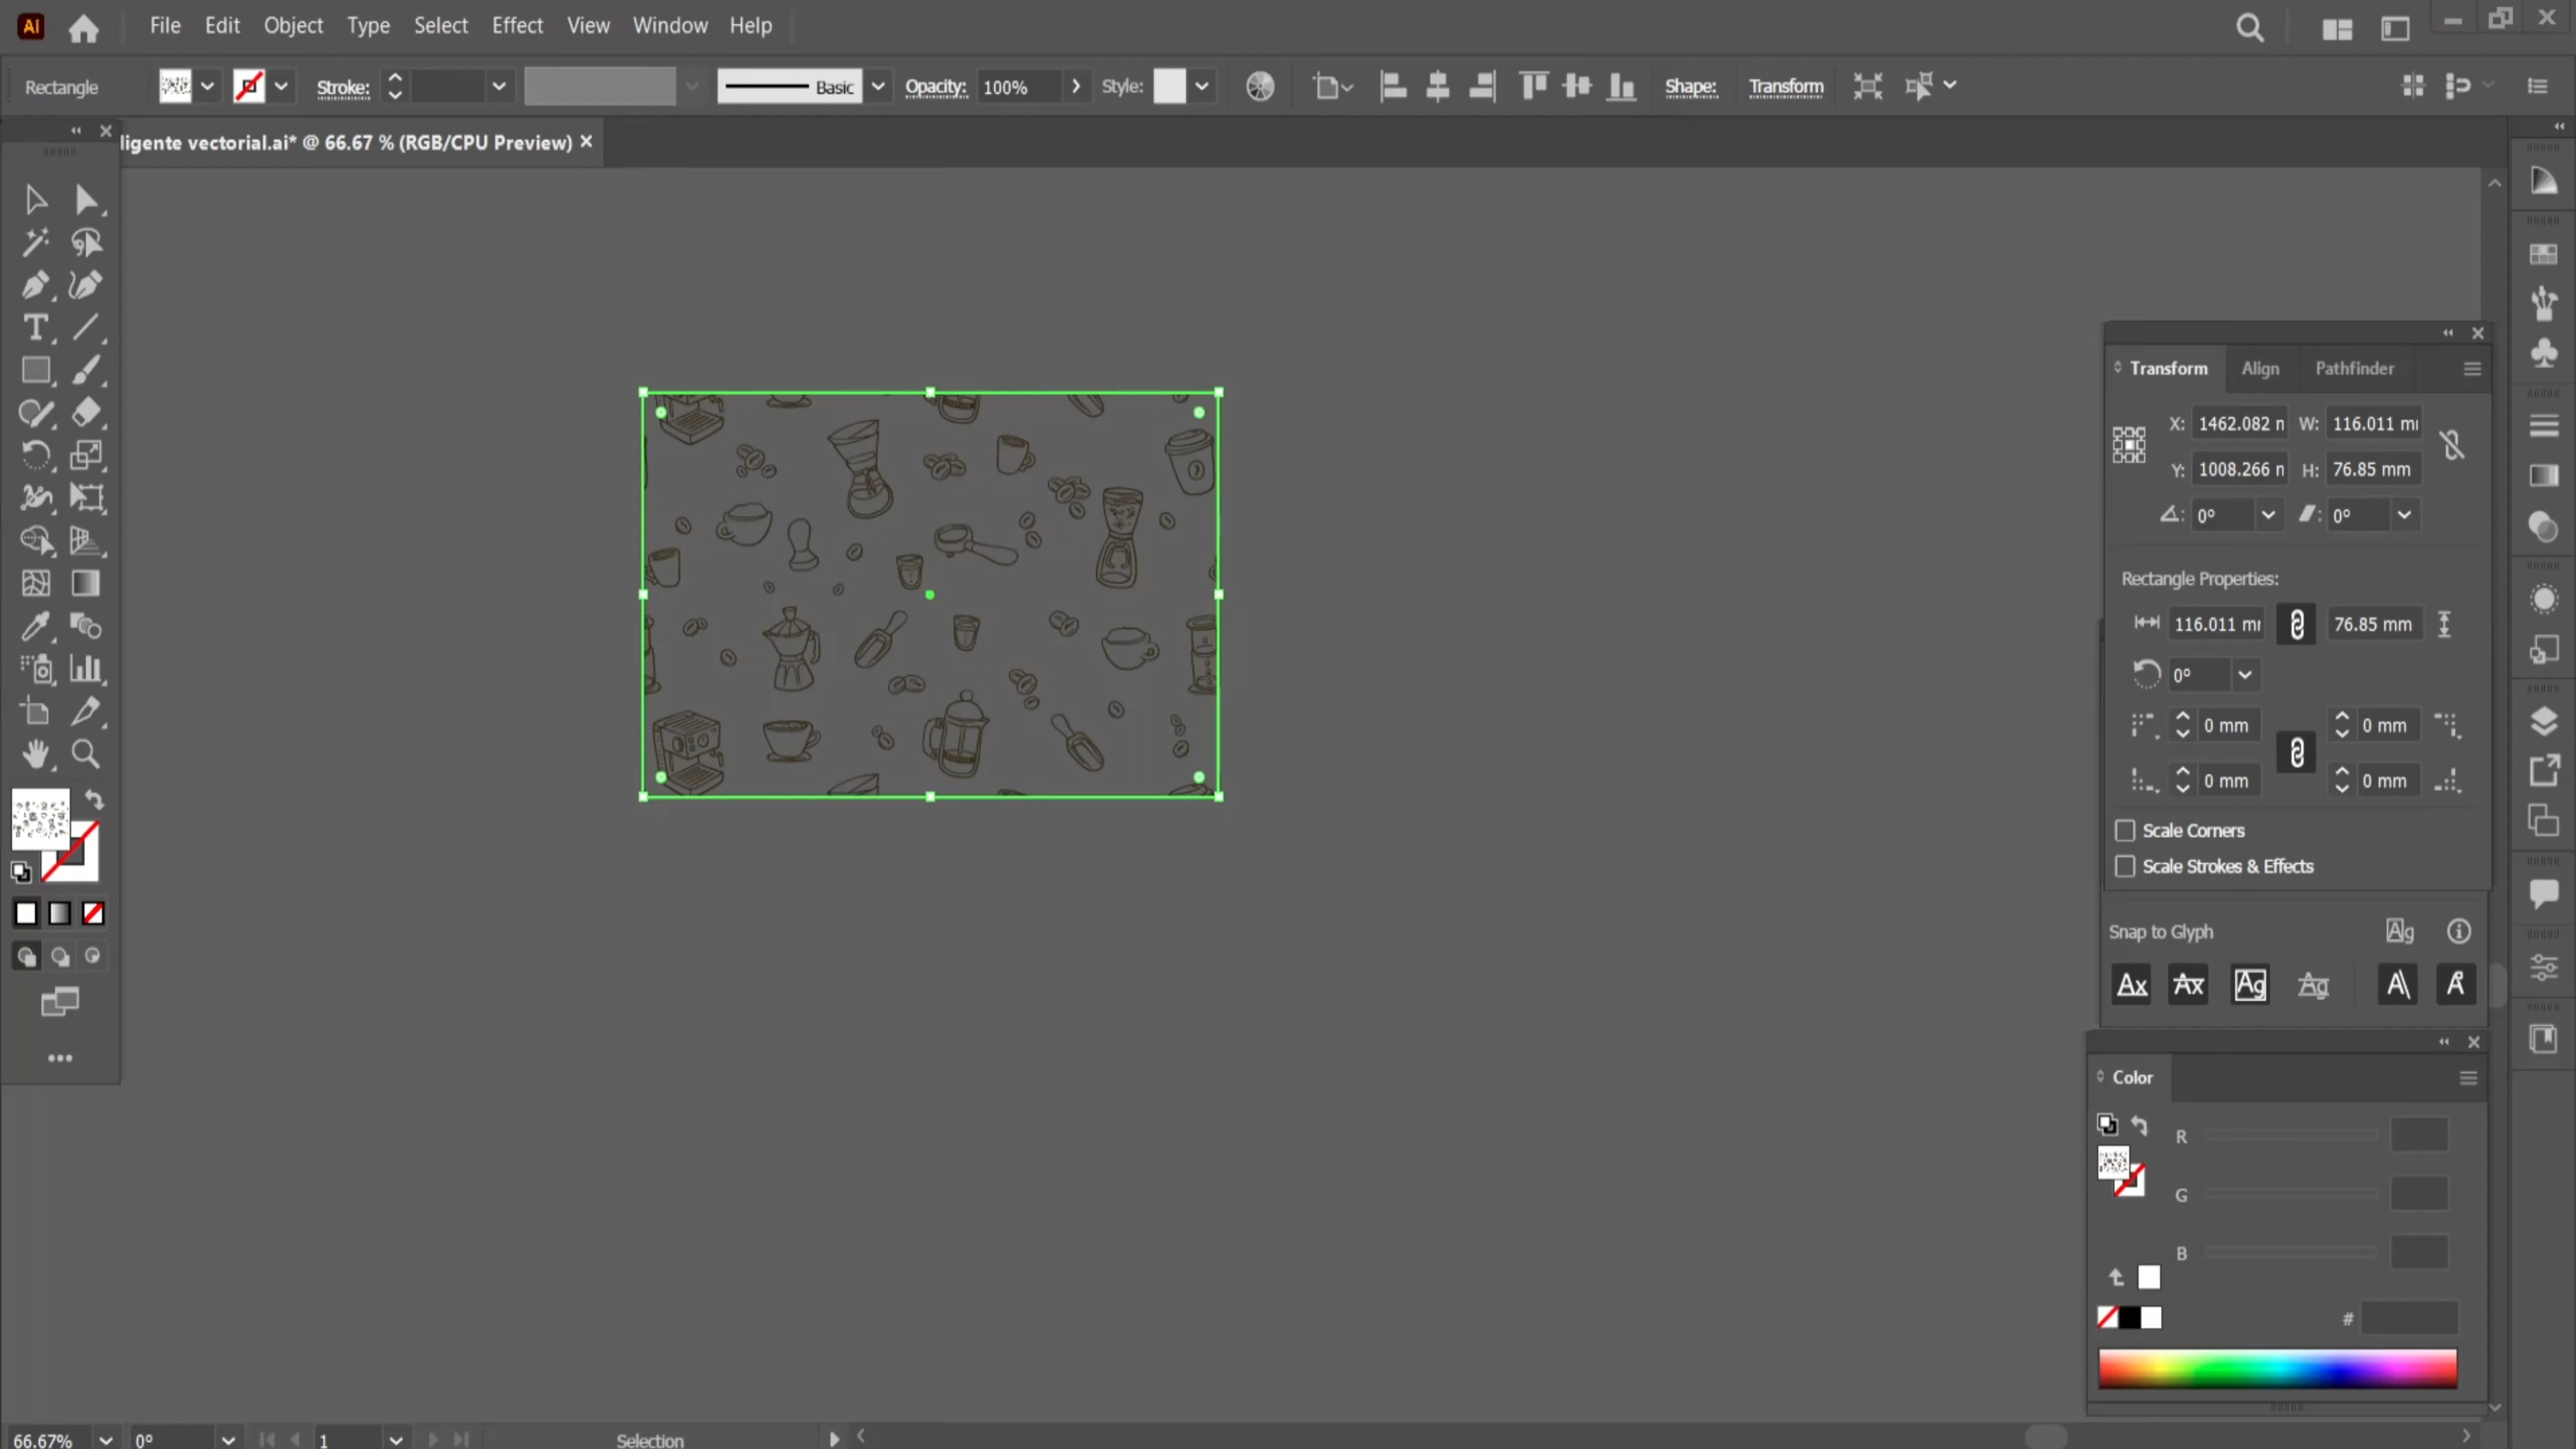 Ai File Edit Object Type Select Effect View Window Help
Rectangle Stroke: Basic Opacity: 100% Style: Shape: Transform
ligente vectorial.ai* @ 66.67 % (RGB/CPU Preview)
Transform Align Pathfinder
X: 1462.082 W: 116.011
Y: 1008.266 H: 76.85 mm
0° 0°
Rectangle Properties:
116.011 76.85 mm
0°
0 mm 0 mm
0 mm 0 mm
Scale Corners
Scale Strokes & Effects
Snap to Glyph Ag
Ax Ax Ag Ag A A
Color
R
G
B
#
66.67% 0° 1 Selection